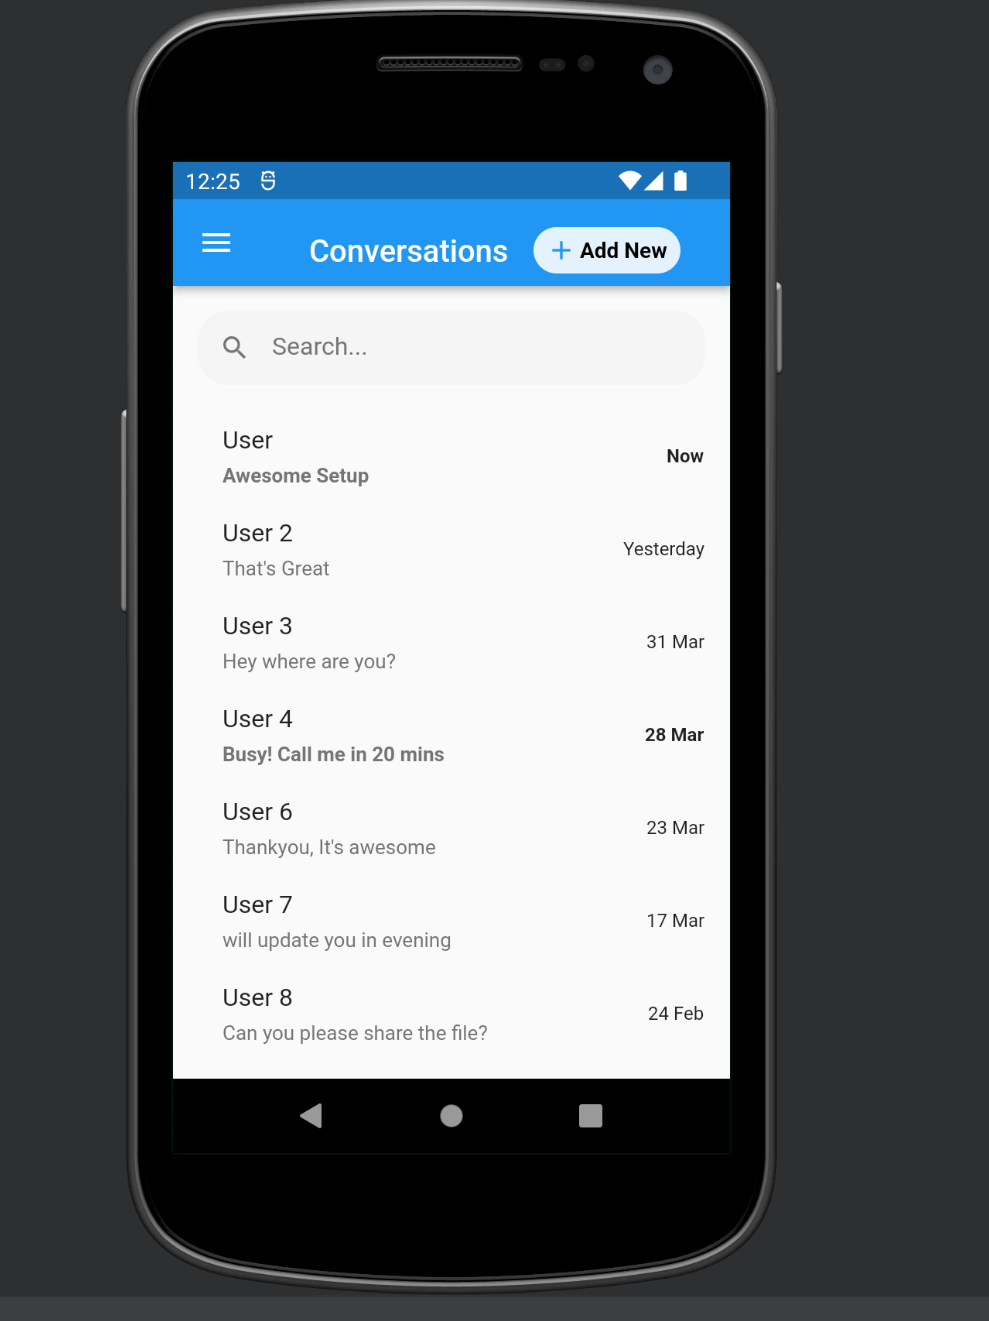 12:25
Conversations
+ Add New
Search...
User
Awesome Setup
Now
User 2
That's Great
Yesterday
User 3
Hey where are you?
31 Mar
User 4
Busy! Call me in 20 mins
28 Mar
User 6
Thankyou, It's awesome
23 Mar
User 7
will update you in evening
17 Mar
User 8
Can you please share the file?
24 Feb